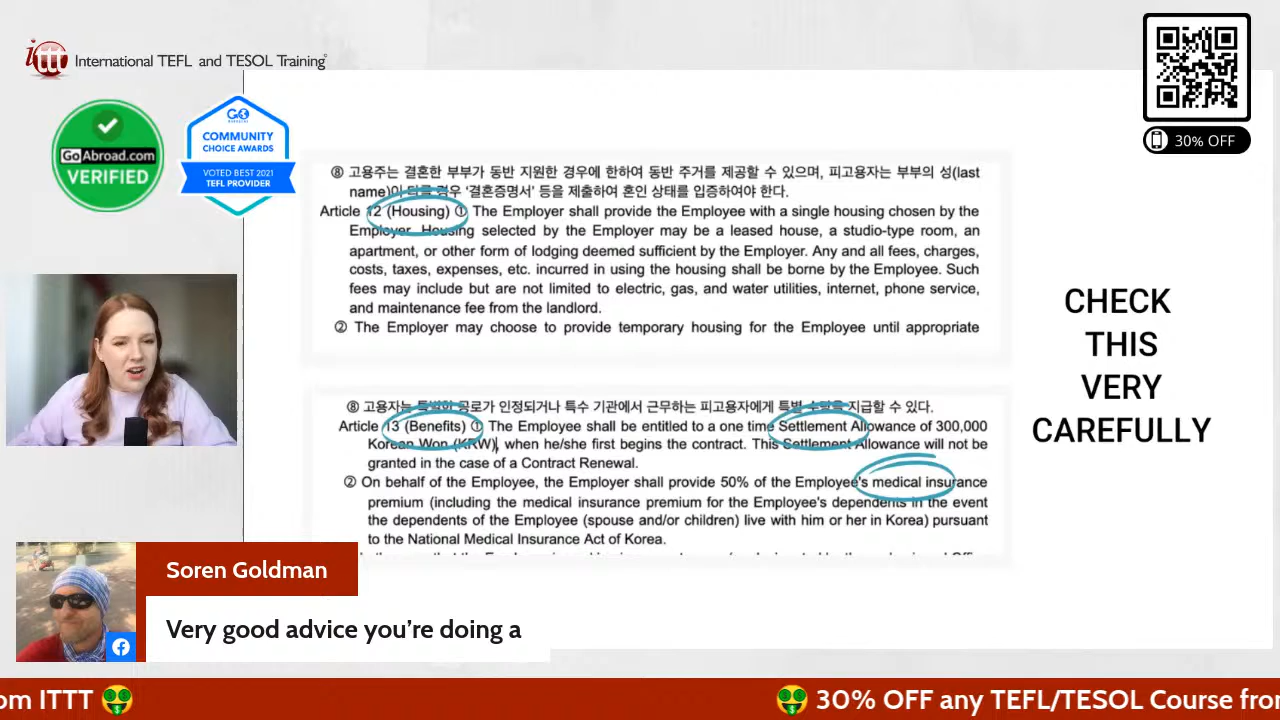 ittt International TEFL and TESOL Training
GoAbroad.com
VERIFIED
GO
COMMUNITY
CHOICE AWARDS
VOTED BEST 2021
TEFL PROVIDER
30% OFF
⑧ 고용주는 결혼한 부부가 동반 지원한 경우에 한하여 동반 주거를 제공할 수 있으며, 피고용자는 부부의 성(last
name)이 다를 경우 ‘결혼증명서’ 등을 제출하여 혼인 상태를 입증하여야 한다.
Article 12 (Housing) ① The Employer shall provide the Employee with a single housing chosen by the
Employer. Housing selected by the Employer may be a leased house, a studio-type room, an
apartment, or other form of lodging deemed sufficient by the Employer. Any and all fees, charges,
costs, taxes, expenses, etc. incurred in using the housing shall be borne by the Employee. Such
fees may include but are not limited to electric, gas, and water utilities, internet, phone service,
and maintenance fee from the landlord.
② The Employer may choose to provide temporary housing for the Employee until appropriate
⑧ 고용자는 특별한 공로가 인정되거나 특수 기관에서 근무하는 피고용자에게 특별 수당을 지급할 수 있다.
Article 13 (Benefits) ① The Employee shall be entitled to a one time Settlement Allowance of 300,000
Korean Won (KRW), when he/she first begins the contract. This Settlement Allowance will not be
granted in the case of a Contract Renewal.
② On behalf of the Employee, the Employer shall provide 50% of the Employee's medical insurance
premium (including the medical insurance premium for the Employee's dependents in the event
the dependents of the Employee (spouse and/or children) live with him or her in Korea) pursuant
to the National Medical Insurance Act of Korea.
CHECK
THIS
VERY
CAREFULLY
Soren Goldman
Very good advice you’re doing a
om ITTT 🤑 🤑 30% OFF any TEFL/TESOL Course from